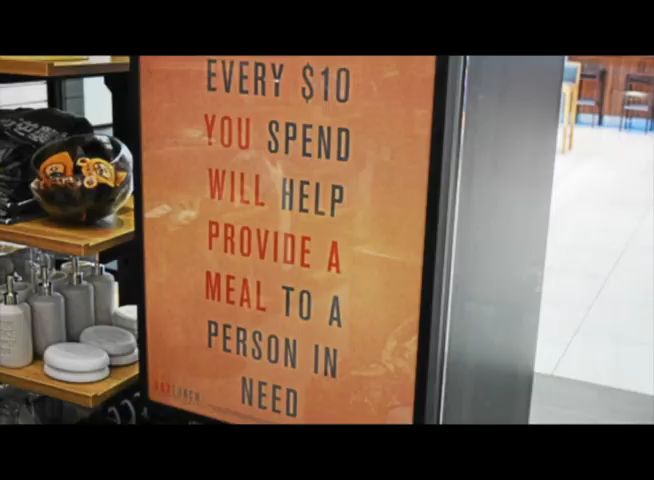 EVERY $10
YOU SPEND
WILL HELP
PROVIDE A
MEAL TO A
PERSON IN
NEED